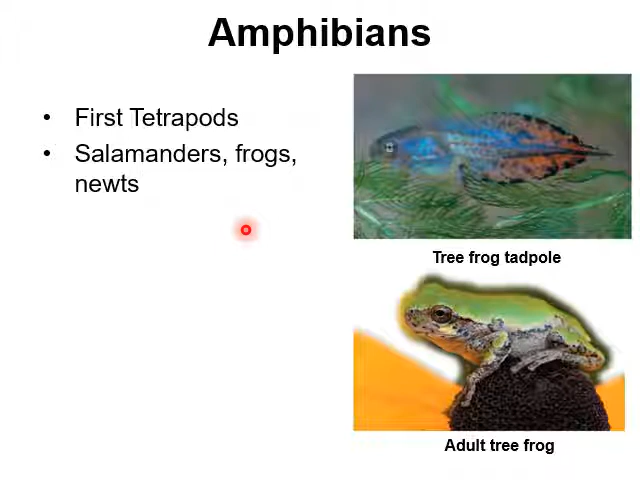 Amphibians
• First Tetrapods
• Salamanders, frogs,
newts
Tree frog tadpole
Adult tree frog